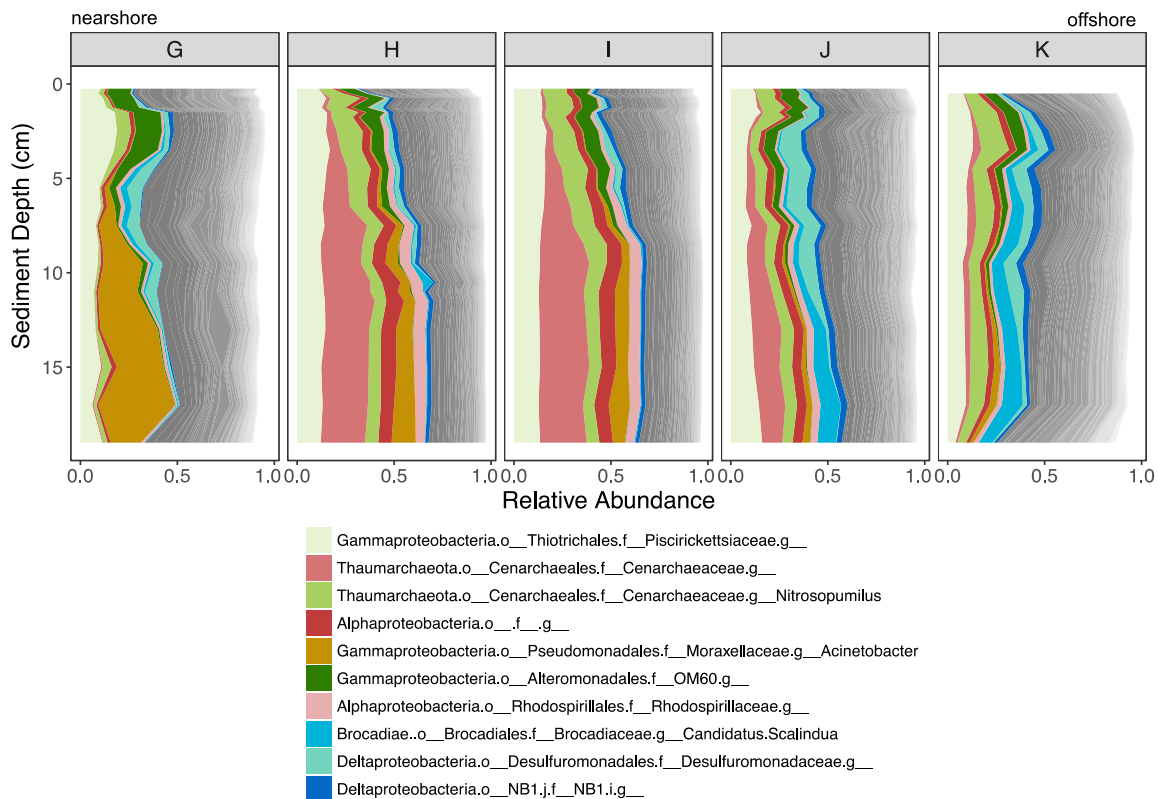 nearshore
offshore
G
H
I
J
K
Sediment Depth (cm)
0
5
10
15
0.0 0.5 1.0
0.0 0.5 1.0
0.0 0.5 1.0
0.0 0.5 1.0
0.0 0.5 1.0
Relative Abundance
Gammaproteobacteria.o__Thiotrichales.f__Piscirickettsiaceae.g__
Thaumarchaeota.o__Cenarchaeales.f__Cenarchaeaceae.g__
Thaumarchaeota.o__Cenarchaeales.f__Cenarchaeaceae.g__Nitrosopumilus
Alphaproteobacteria.o__.f__.g__
Gammaproteobacteria.o__Pseudomonadales.f__Moraxellaceae.g__Acinetobacter
Gammaproteobacteria.o__Alteromonadales.f__OM60.g__
Alphaproteobacteria.o__Rhodospirillales.f__Rhodospirillaceae.g__
Brocadiae..o__Brocadiales.f__Brocadiaceae.g__Candidatus.Scalindua
Deltaproteobacteria.o__Desulfuromonadales.f__Desulfuromonadaceae.g__
Deltaproteobacteria.o__NB1.j.f__NB1.i.g__